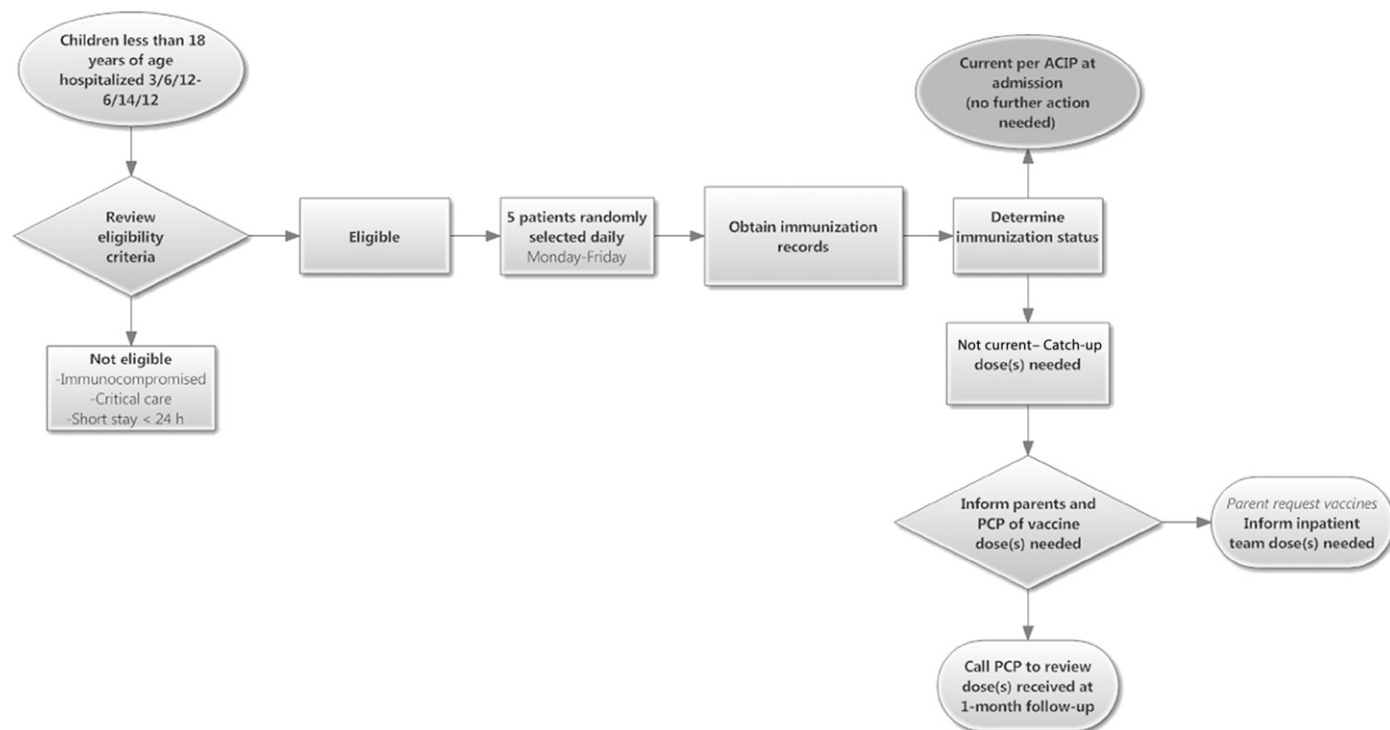 Children less than 18
years of age
hospitalized 3/6/12-
6/14/12
Review
eligibility
criteria
Not eligible
-Immunocompromised
-Critical care
-Short stay < 24 h
Eligible
5 patients randomly
selected daily
Monday-Friday
Obtain immunization
records
Determine
immunization status
Current per ACIP at
admission
(no further action
needed)
Not current– Catch-up
dose(s) needed
Inform parents and
PCP of vaccine
dose(s) needed
Parent request vaccines
Inform inpatient
team dose(s) needed
Call PCP to review
dose(s) received at
1-month follow-up